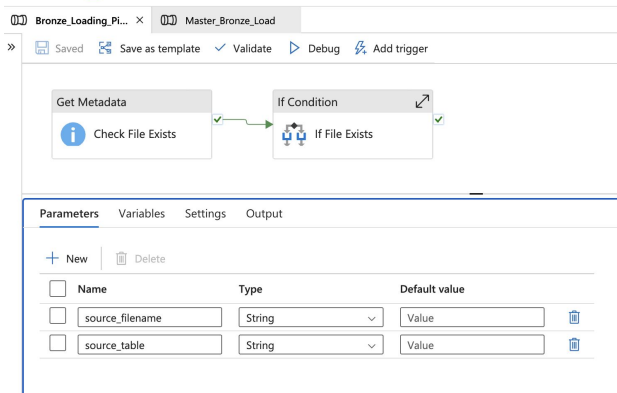 Bronze_Loading_Pi... Master_Bronze_Load
Saved Save as template Validate Debug Add trigger
Get Metadata
Check File Exists
If Condition
If File Exists
Parameters Variables Settings Output
New Delete
Name Type Default value
source_filename String Value
source_table String Value